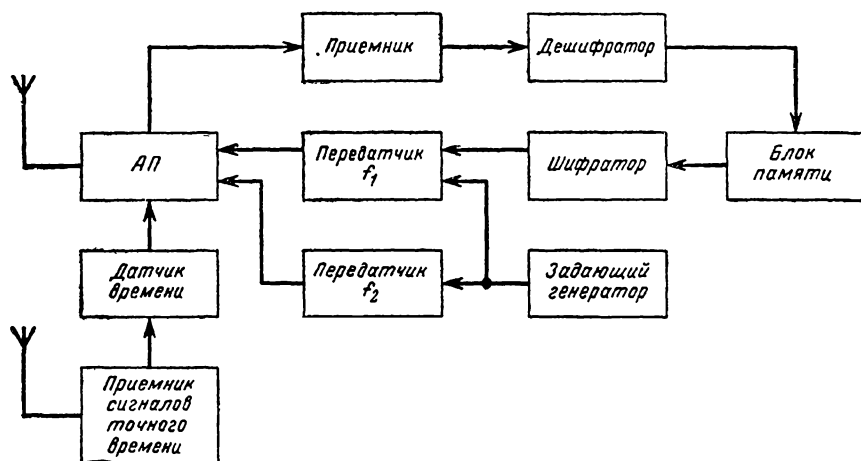 Приемник
Дешифратор
АП
Передатчик
f1
Шифратор
Блок
памяти
Датчик
времени
Передатчик
f2
Задающий
генератор
Приемник
сигналов
точного
времени